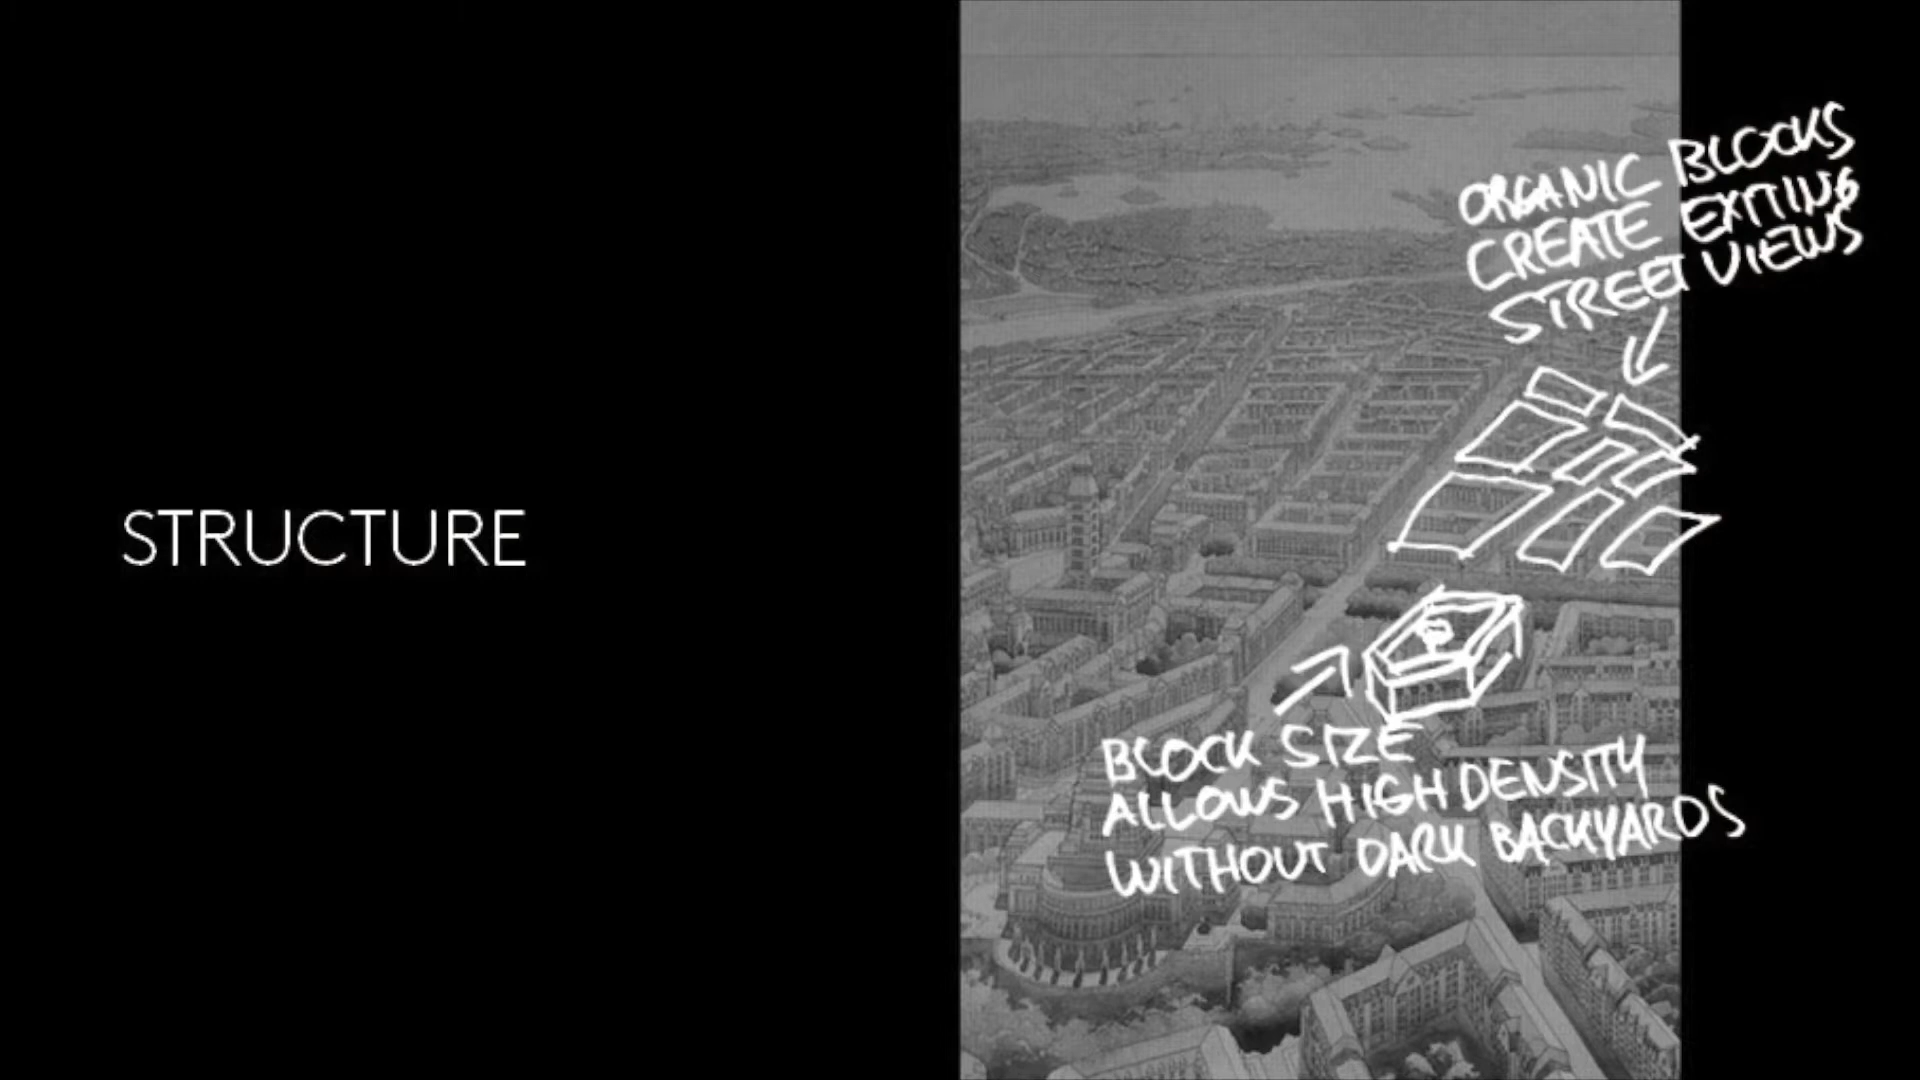 STRUCTURE
ORGANIC BLOCKS
CREATE EXITING
STREET VIEWS
BLOCK SIZE
ALLOWS HIGH DENSITY
WITHOUT DARK BACKYARDS